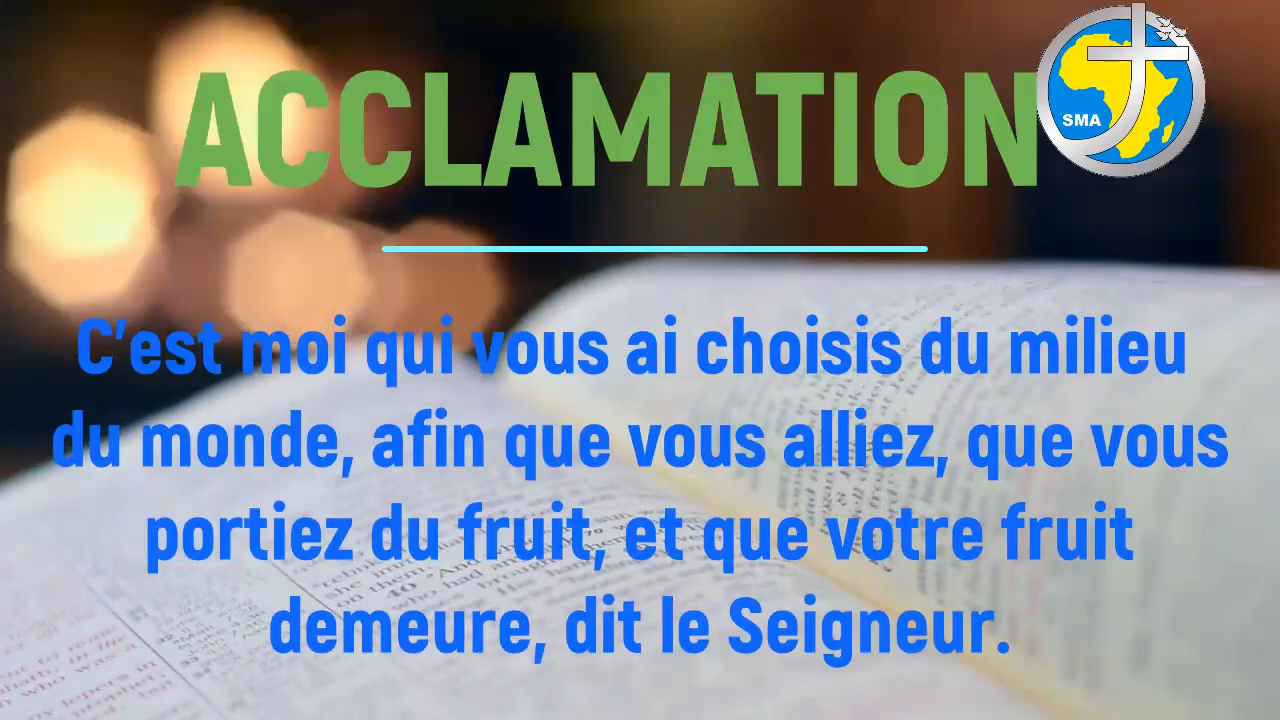 ACCLAMATION
SMA
C'est moi qui vous ai choisis du milieu
du monde, afin que vous alliez, que vous
portiez du fruit, et que votre fruit
demeure, dit le Seigneur.